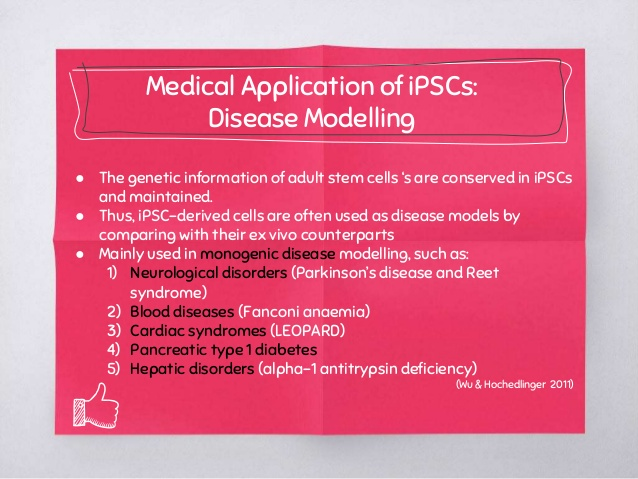 Medical Application of iPSCs:
Disease Modelling
● The genetic information of adult stem cells 's are conserved in iPSCs
and maintained.
● Thus, iPSC-derived cells are often used as disease models by
comparing with their ex vivo counterparts
● Mainly used in monogenic disease modelling, such as:
1) Neurological disorders (Parkinson's disease and Reet
syndrome)
2) Blood diseases (Fanconi anaemia)
3) Cardiac syndromes (LEOPARD)
4) Pancreatic type 1 diabetes
5) Hepatic disorders (alpha-1 antitrypsin deficiency)
(Wu & Hochedlinger 2011)